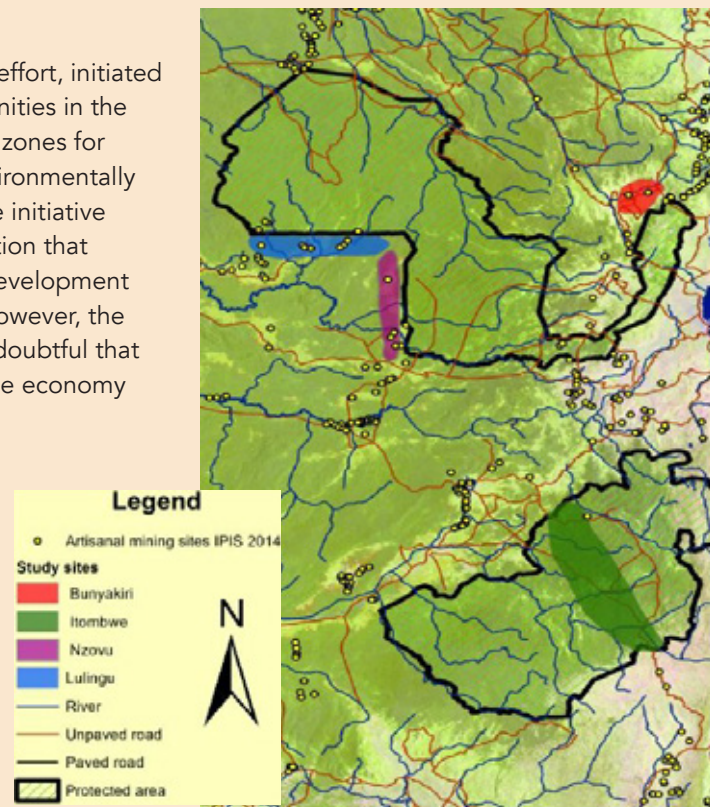 effort, initiated
nities in the
zones for
ironmentally
e initiative
tion that
evelopment
owever, the
doubtful that
e economy
Legend
Artisanal mining sites IPIS 2014
Study sites
Bunyakiri
Itombwe
Nzovu
Lulingu
River
Unpaved road
Paved road
Protected area
N